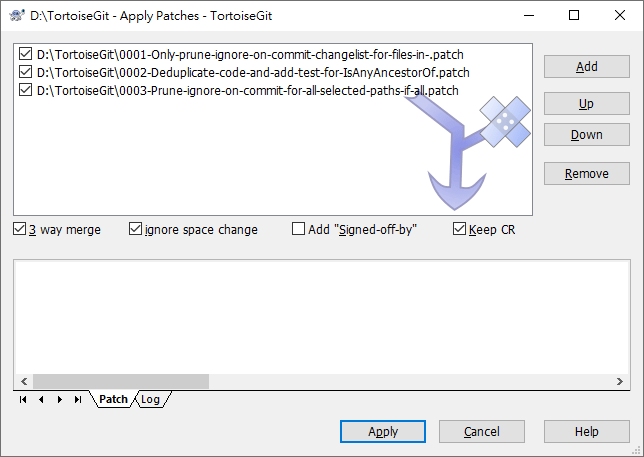 D:\TortoiseGit - Apply Patches - TortoiseGit
D:\TortoiseGit\0001-Only-prune-ignore-on-commit-changelist-for-files-in-.patch
D:\TortoiseGit\0002-Deduplicate-code-and-add-test-for-IsAnyAncestorOf.patch
D:\TortoiseGit\0003-Prune-ignore-on-commit-for-all-selected-paths-if-all.patch
Add
Up
Down
Remove
3 way merge
ignore space change
Add "Signed-off-by"
Keep CR
Patch
Log
Apply
Cancel
Help